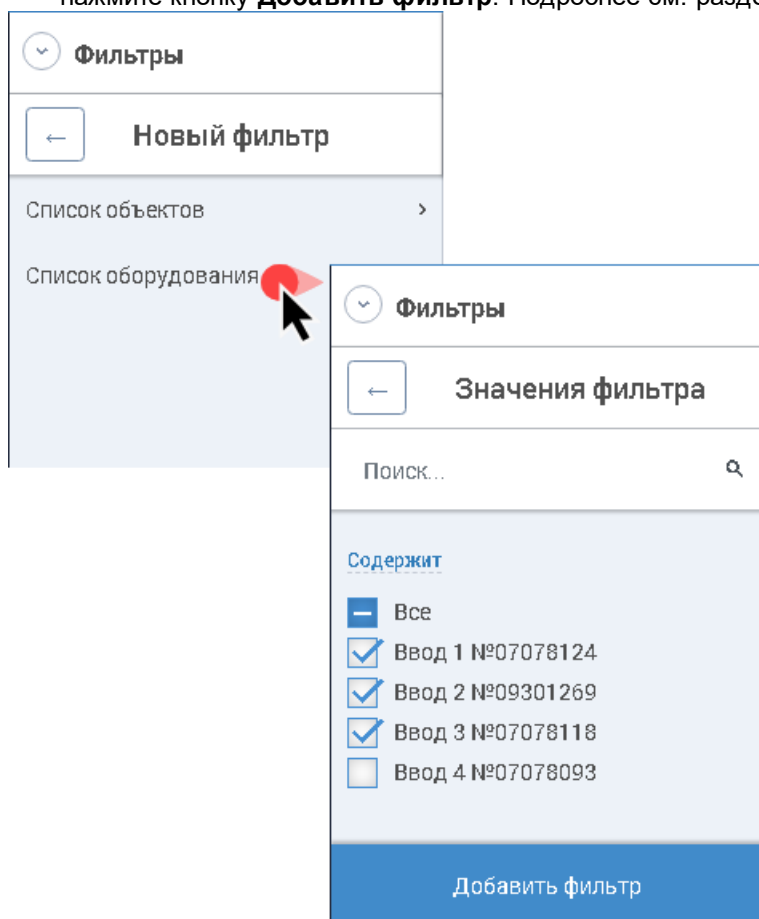 нажмите кнопку Добавить фильтр. Подробнее см. разде
Фильтры
← Новый фильтр
Список объектов >
Список оборудования
Фильтры
← Значения фильтра
Поиск...
Содержит
Все
Ввод 1 №07078124
Ввод 2 №09301269
Ввод 3 №07078118
Ввод 4 №07078093
Добавить фильтр